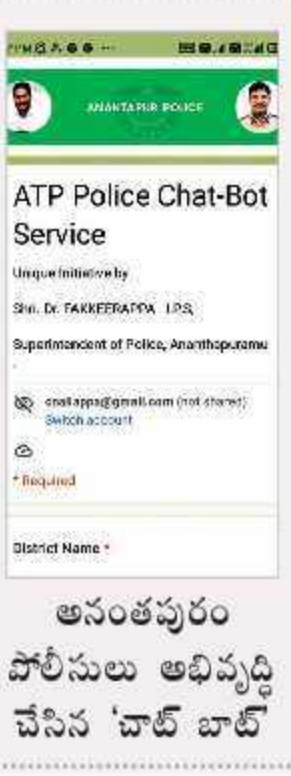 ANANTAPUR POLICE
ATP Police Chat-Bot
Service
Unique Initiative by
Shri. Dr. FAKKEERAPPA I.P.S,
Superintendent of Police, Ananthapuramu
(not shared)
Switch account
* Required
District Name *
అనంతపురం
పోలీసులు అభివృద్ధి
చేసిన 'చాట్ బాట్'